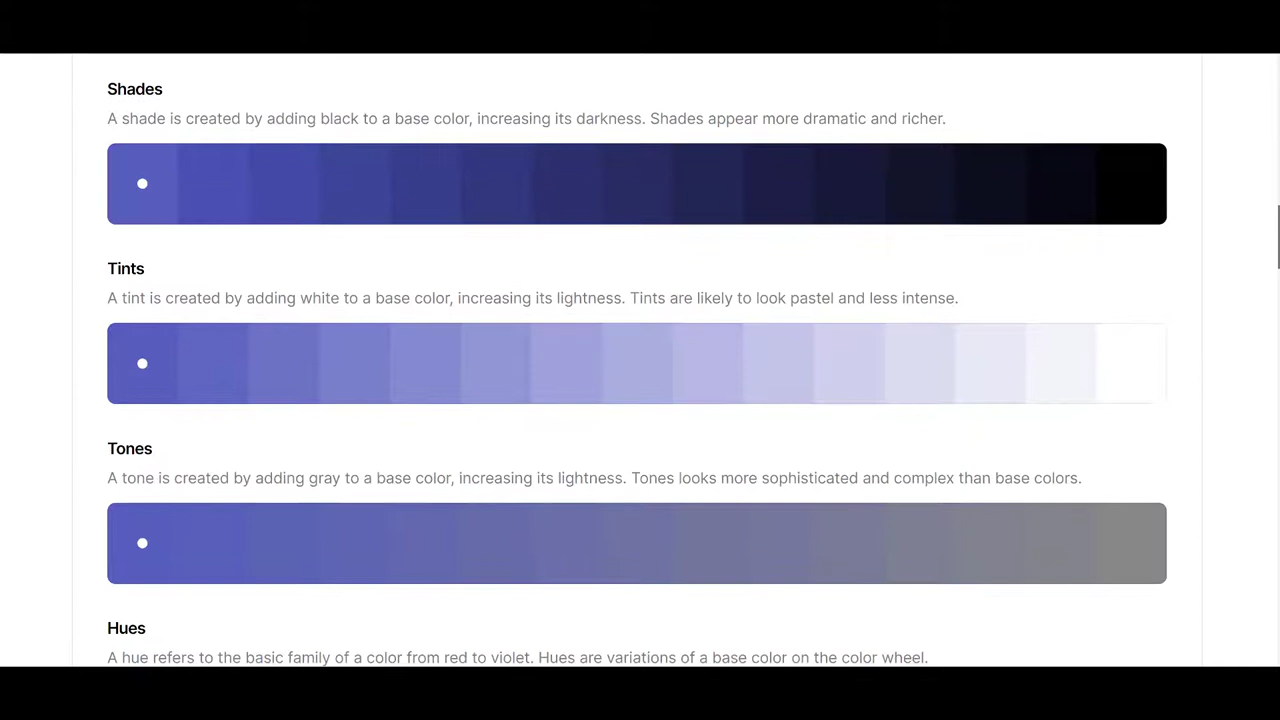 Shades
A shade is created by adding black to a base color, increasing its darkness. Shades appear more dramatic and richer.
Tints
A tint is created by adding white to a base color, increasing its lightness. Tints are likely to look pastel and less intense.
Tones
A tone is created by adding gray to a base color, increasing its lightness. Tones looks more sophisticated and complex than base colors.
Hues
A hue refers to the basic family of a color from red to violet. Hues are variations of a base color on the color wheel.